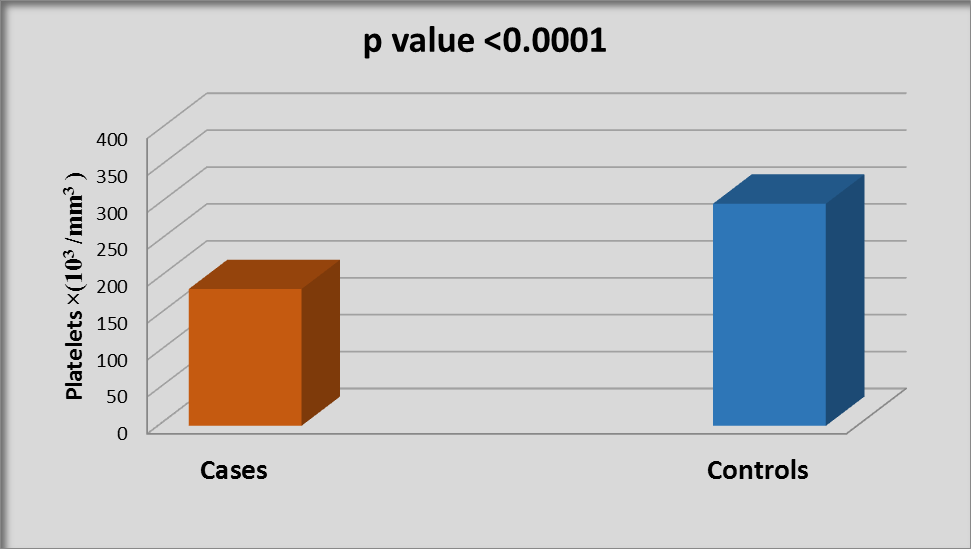 p value <0.0001
Platelets ×(10³ /mm³ )
400
350
300
250
200
150
100
50
0
Cases
Controls